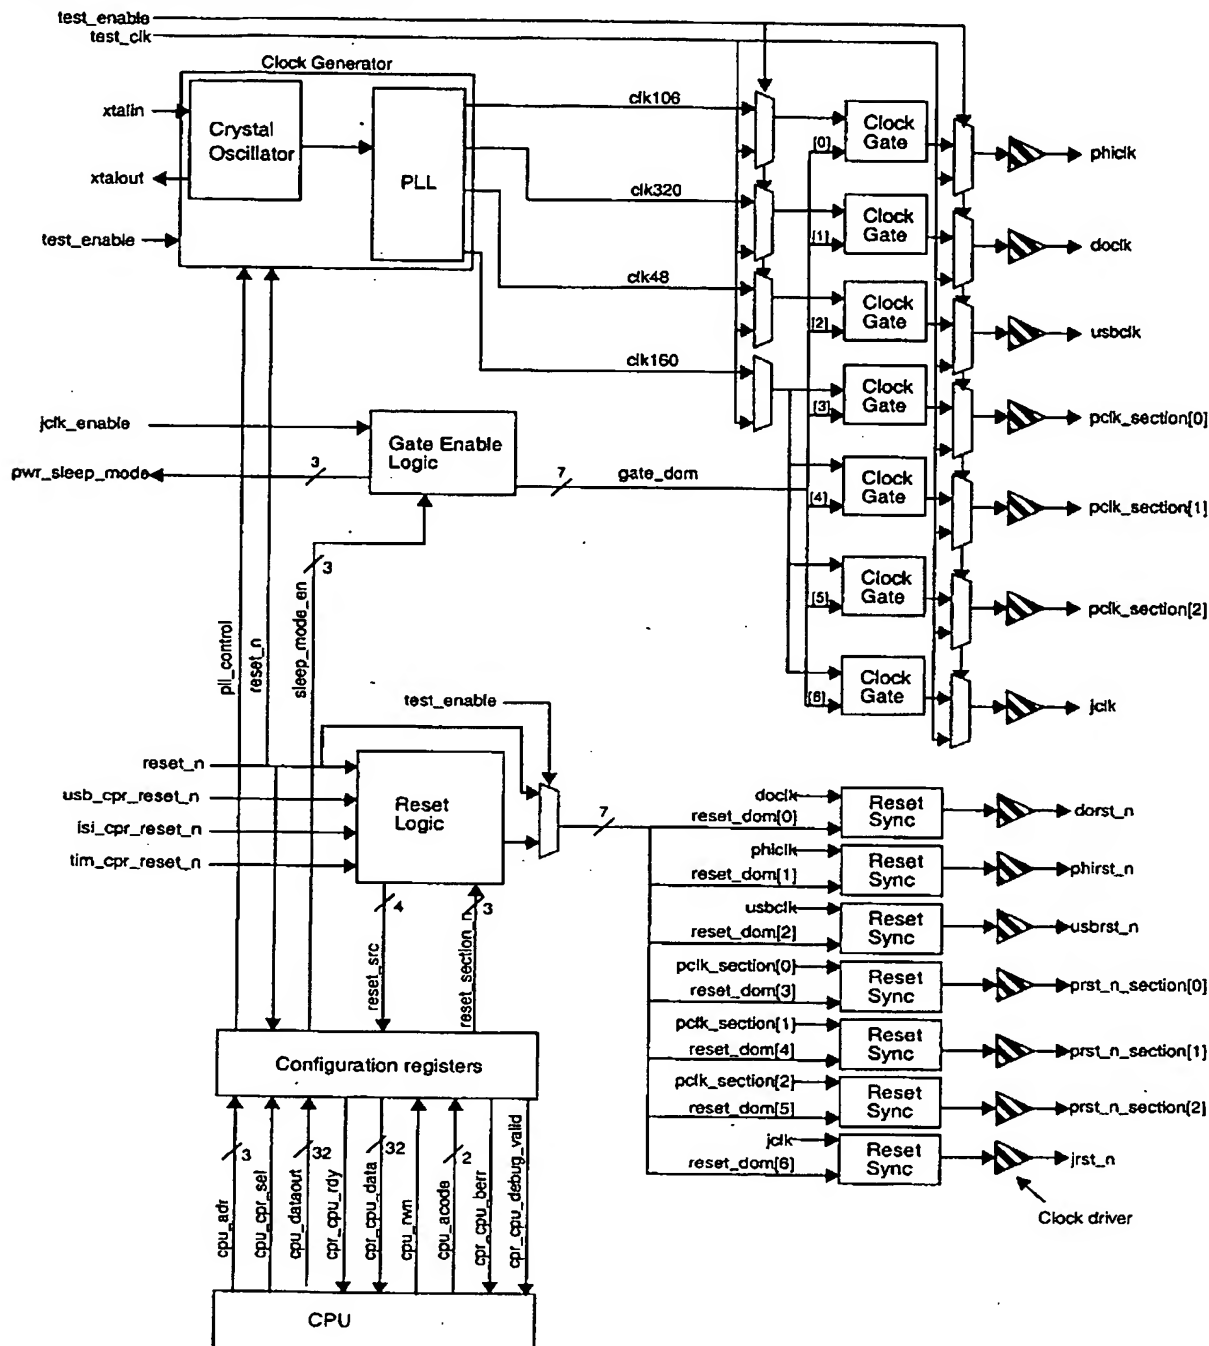 test_enable
test_clk
Clock Generator
xtalin
xtalout
test_enable
Crystal
Oscillator
PLL
clk106
clk320
clk48
clk160
[0]
Clock
Gate
phiclk
[1]
Clock
Gate
doclk
[2]
Clock
Gate
usbclk
[3]
Clock
Gate
pclk_section[0]
[4]
Clock
Gate
pclk_section[1]
[5]
Clock
Gate
pclk_section[2]
[6]
Clock
Gate
jclk
jclk_enable
pwr_sleep_mode
3
Gate Enable
Logic
7
gate_dom
3
pll_control
reset_n
sleep_mode_en
test_enable
reset_n
usb_cpr_reset_n
isi_cpr_reset_n
tim_cpr_reset_n
Reset
Logic
7
4
3
reset_src
reset_section_n
doclk
reset_dom[0]
Reset
Sync
dorst_n
phiclk
reset_dom[1]
Reset
Sync
phirst_n
usbclk
reset_dom[2]
Reset
Sync
usbrst_n
pclk_section[0]
reset_dom[3]
Reset
Sync
prst_n_section[0]
pclk_section[1]
reset_dom[4]
Reset
Sync
prst_n_section[1]
pclk_section[2]
reset_dom[5]
Reset
Sync
prst_n_section[2]
jclk
reset_dom[6]
Reset
Sync
jrst_n
Clock driver
Configuration registers
3
32
32
2
cpu_adr
cpu_cpr_sel
cpu_dataout
cpr_cpu_rdy
cpr_cpu_data
cpu_rwn
cpu_acode
cpr_cpu_berr
cpr_cpu_debug_valid
CPU